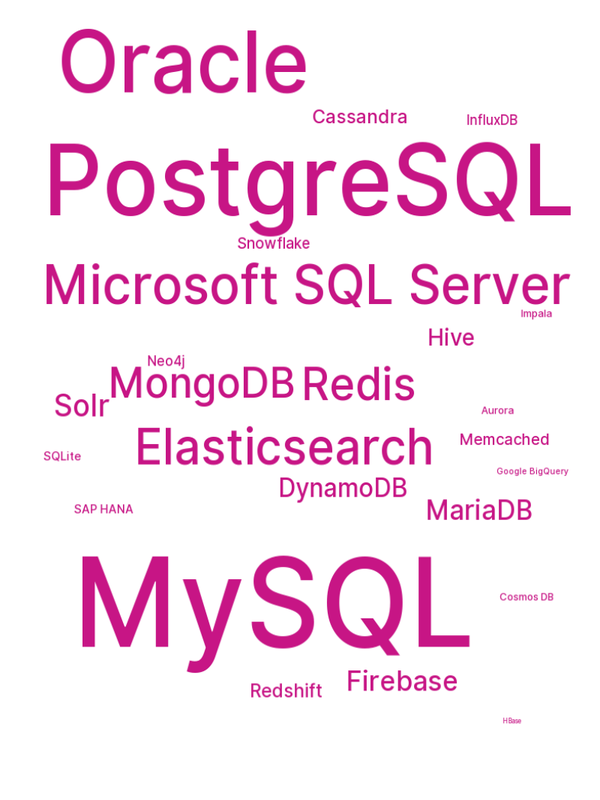 Oracle
Cassandra
InfluxDB
PostgreSQL
Snowflake
Microsoft SQL Server
Impala
Hive
Neo4j
MongoDB
Redis
Solr
Aurora
Elasticsearch
Memcached
SQLite
Google BigQuery
DynamoDB
SAP HANA
MariaDB
MySQL
Cosmos DB
Firebase
Redshift
HBase